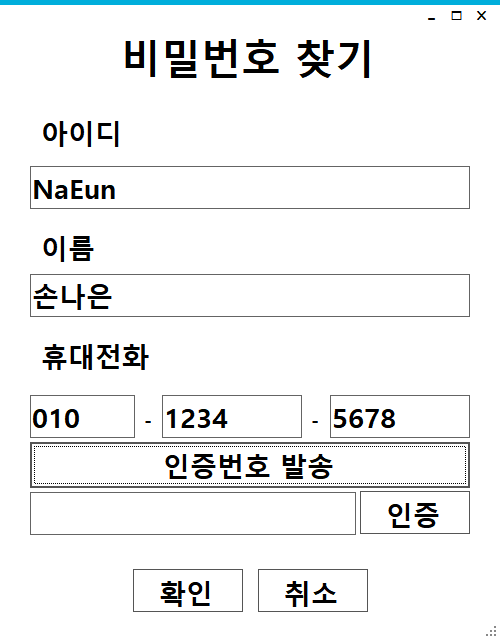 비밀번호 찾기
아이디
NaEun
이름
손나은
휴대전화
010 - 1234 - 5678
인증번호 발송
인증
확인 취소